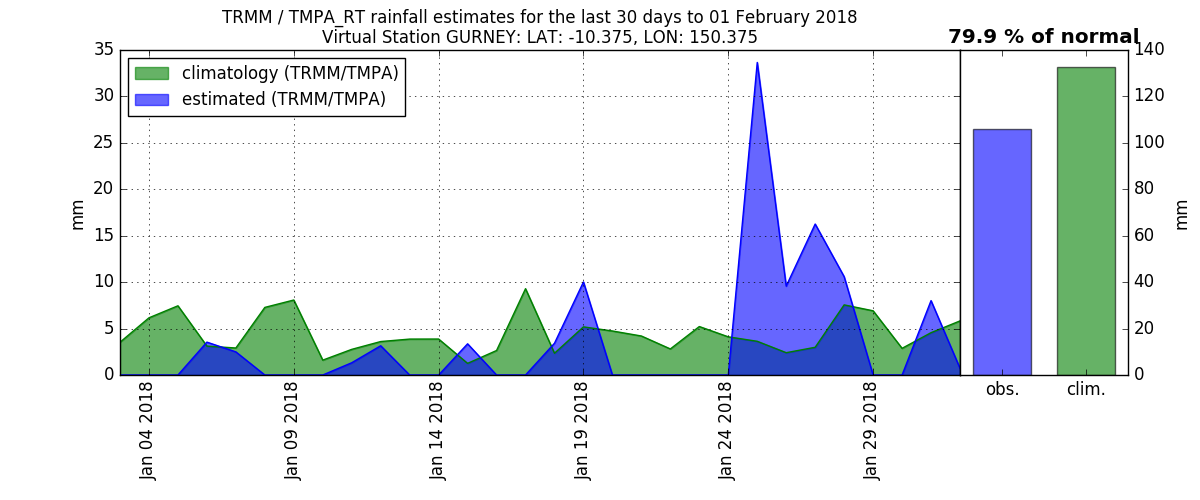 TRMM / TMPA_RT rainfall estimates for the last 30 days to 01 February 2018
Virtual Station GURNEY: LAT: -10.375, LON: 150.375
79.9 % of normal
climatology (TRMM/TMPA)
estimated (TRMM/TMPA)
35
30
25
20
15
10
5
0
mm
Jan 04 2018
Jan 09 2018
Jan 14 2018
Jan 19 2018
Jan 24 2018
Jan 29 2018
obs.
clim.
140
120
100
80
60
40
20
0
mm